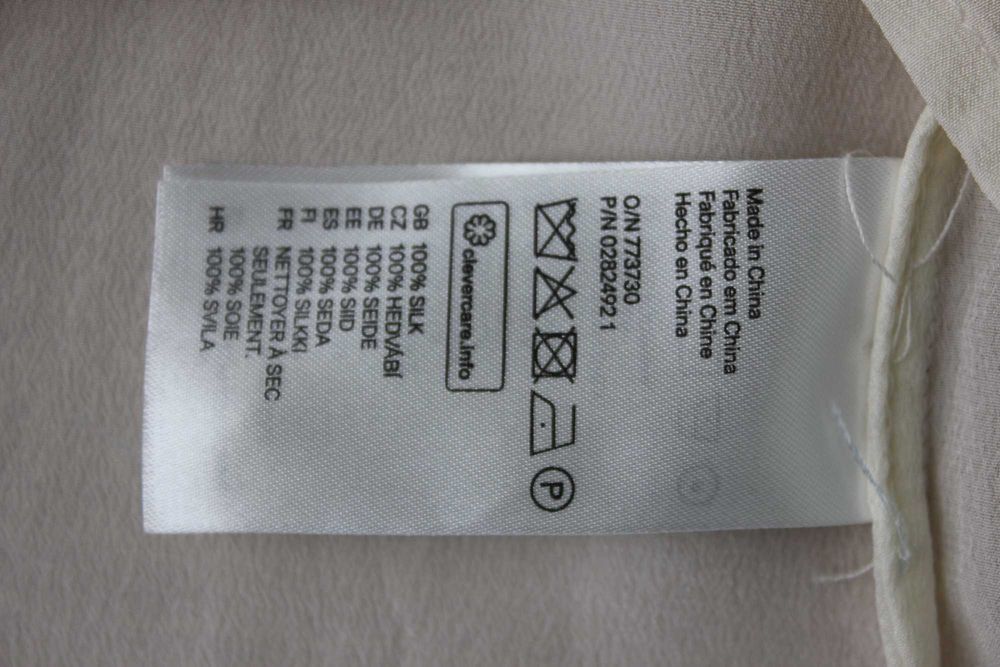 Made in China
Fabricado em China
Fabriqué en Chine
Hecho en China
O/N 773730
P/N 02824921
P
clevercare.info
GB 100% SILK
CZ 100% HEDVÁBÍ
DE 100% SEIDE
EE 100% SIID
ES 100% SEDA
FI 100% SILKKI
FR NETTOYER À SEC
SEULEMENT.
100% SOIE
HR 100% SVILA